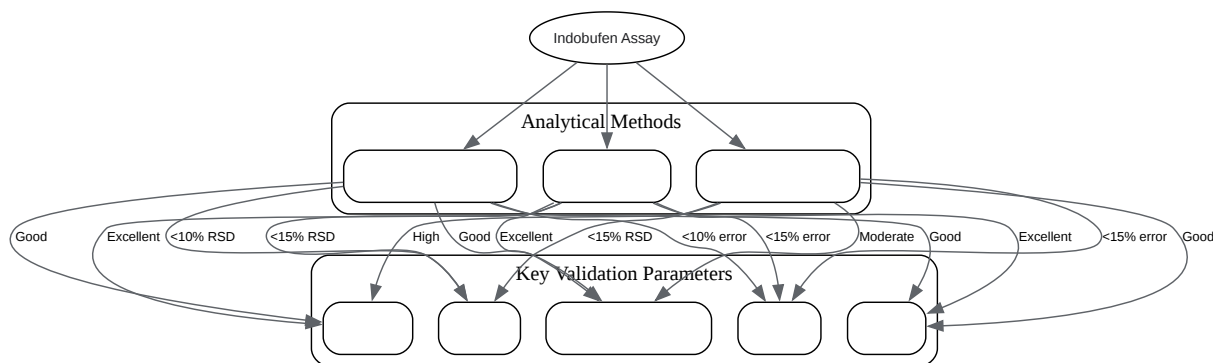 Indobufen Assay
Analytical Methods
Good
Excellent
<10% RSD
<15% RSD
High
Good
Excellent
<15% RSD
<10% error
<15% error
Moderate
Good
Excellent
<15% error
Good
Key Validation Parameters